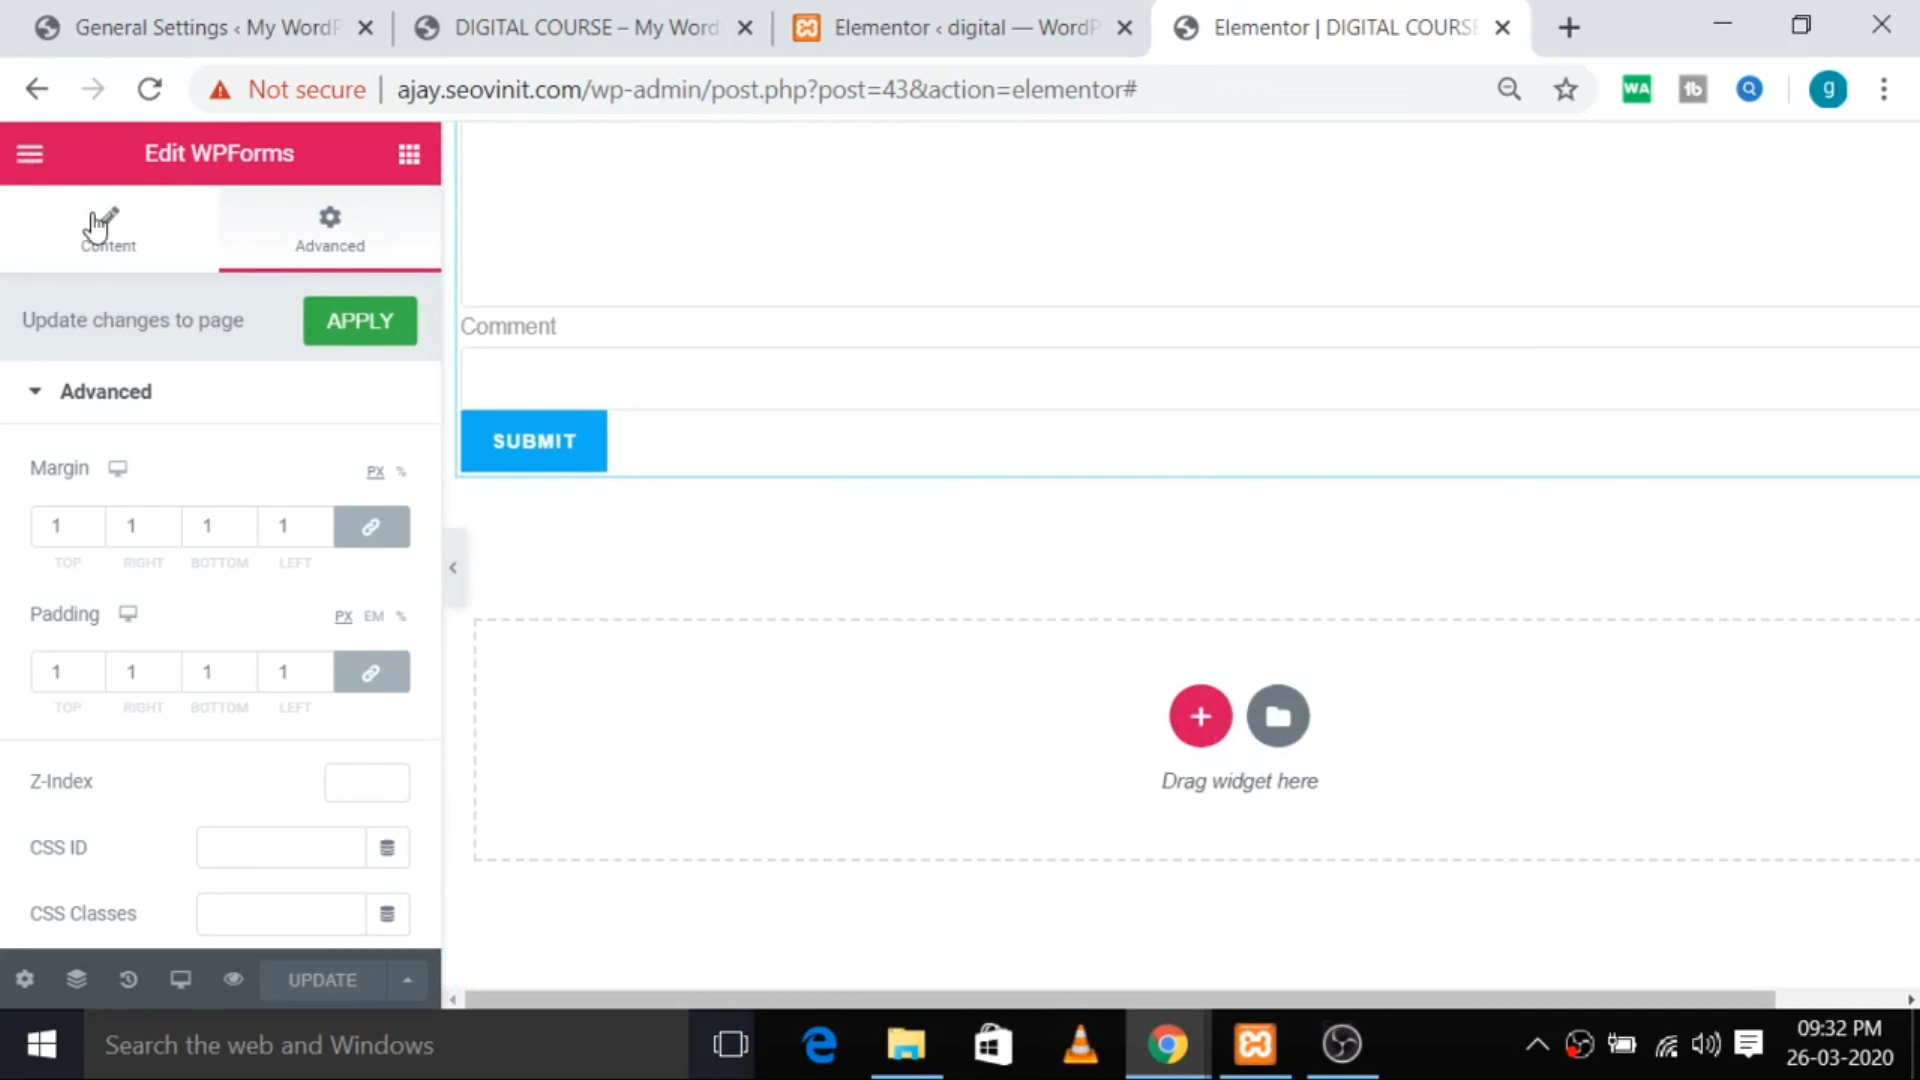 General Settings ‹ My WordP
DIGITAL COURSE – My Word
Elementor ‹ digital — WordP
Elementor | DIGITAL COURSE
Not secure
ajay.seovinit.com/wp-admin/post.php?post=43&action=elementor#
WA
g
Edit WPForms
Content
Advanced
Update changes to page
APPLY
Advanced
Margin
PX %
1 1 1 1
TOP RIGHT BOTTOM LEFT
Padding
PX EM %
1 1 1 1
TOP RIGHT BOTTOM LEFT
Z-Index
CSS ID
CSS Classes
UPDATE
Comment
SUBMIT
Drag widget here
Search the web and Windows
09:32 PM
26-03-2020